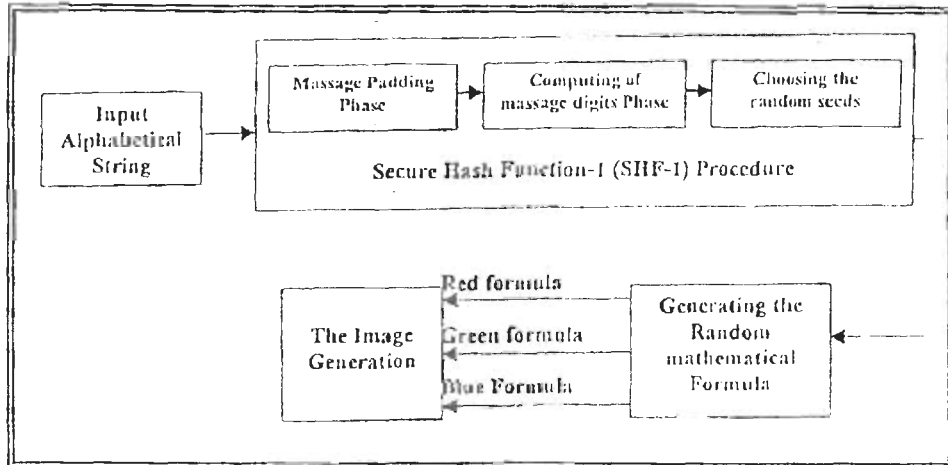 Input
Alphabetical
String
Massage Padding
Phase
Computing of
massage digits Phase
Choosing the
random seeds
Secure Hash Function-1 (SHF-1) Procedure
Generating the
Random
mathematical
Formula
Red formula
Green formula
Blue Formula
The Image
Generation